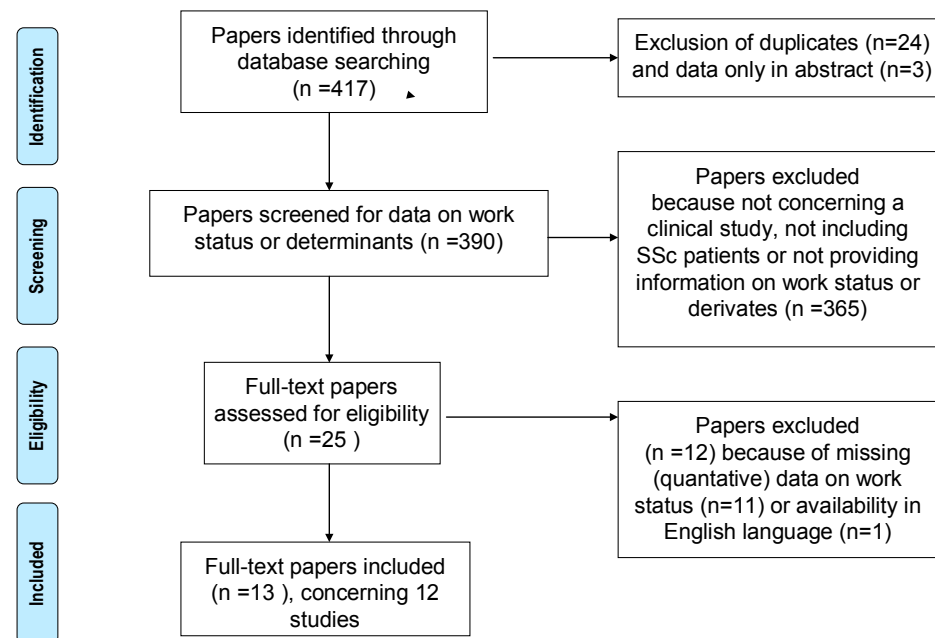 Identification
Papers identified through
database searching
(n =417)
Exclusion of duplicates (n=24)
and data only in abstract (n=3)
Screening
Papers screened for data on work
status or determinants (n =390)
Papers excluded
because not concerning a
clinical study, not including
SSc patients or not providing
information on work status or
derivates (n =365)
Eligibility
Full-text papers
assessed for eligibility
(n =25 )
Papers excluded
(n =12) because of missing
(quantative) data on work
status (n=11) or availability in
English language (n=1)
Included
Full-text papers included
(n =13 ), concerning 12
studies